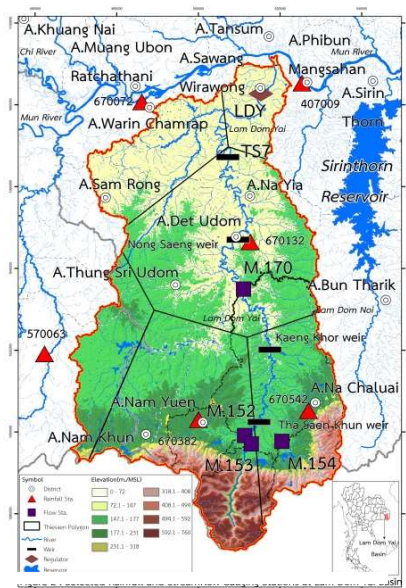 A.Khuang Nai
A.Tansum
A.Muang Ubon
A.Phibun
Chi River
Mun River
A.Sawang
Ratchathani
Mangsahan
Wirawong
670072
407009
A.Sirin
LDY
Mun River
A.Warin Chamrap
Thorn
Lam Dom Yai
TS7
Sirinthorn
Reservoir
A.Sam Rong
A.Na Yia
A.Det Udom
Nong Saeng weir
670132
M.170
A.Thung Sri Udom
A.Bun Tharik
Lam Dom Yai
Lam Dom Noi
570063
Kaeng Khor weir
670542
A.Na Chaluai
A.Nam Yuen
M.152
Tha Saen Khun weir
A.Nam Khun
670382
M.153
M.154
Symbol
District
Rainfall Sta.
Flow Sta.
Thiessen Polygon
River
Weir
Regulator
Reservoir
Elevation(m./MSL)
0 - 72
72.1 - 147
147.1 - 177
177.1 - 231
231.1 - 318
318.1 - 408
408.1 - 494
494.1 - 592
592.1 - 760
Lam Dom Yai
Basin